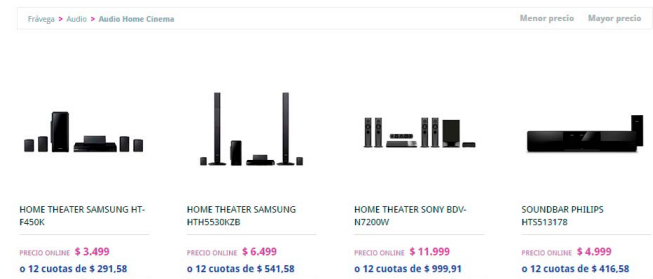 Frávega > Audio > Audio Home Cinema
Menor precio Mayor precio
HOME THEATER SAMSUNG HT-
F450K
PRECIO ONLINE $ 3.499
o 12 cuotas de $ 291,58
HOME THEATER SAMSUNG
HTH5530KZB
PRECIO ONLINE $ 6.499
o 12 cuotas de $ 541,58
HOME THEATER SONY BDV-
N7200W
PRECIO ONLINE $ 11.999
o 12 cuotas de $ 999,91
SOUNDBAR PHILIPS
HTS513178
PRECIO ONLINE $ 4.999
o 12 cuotas de $ 416,58